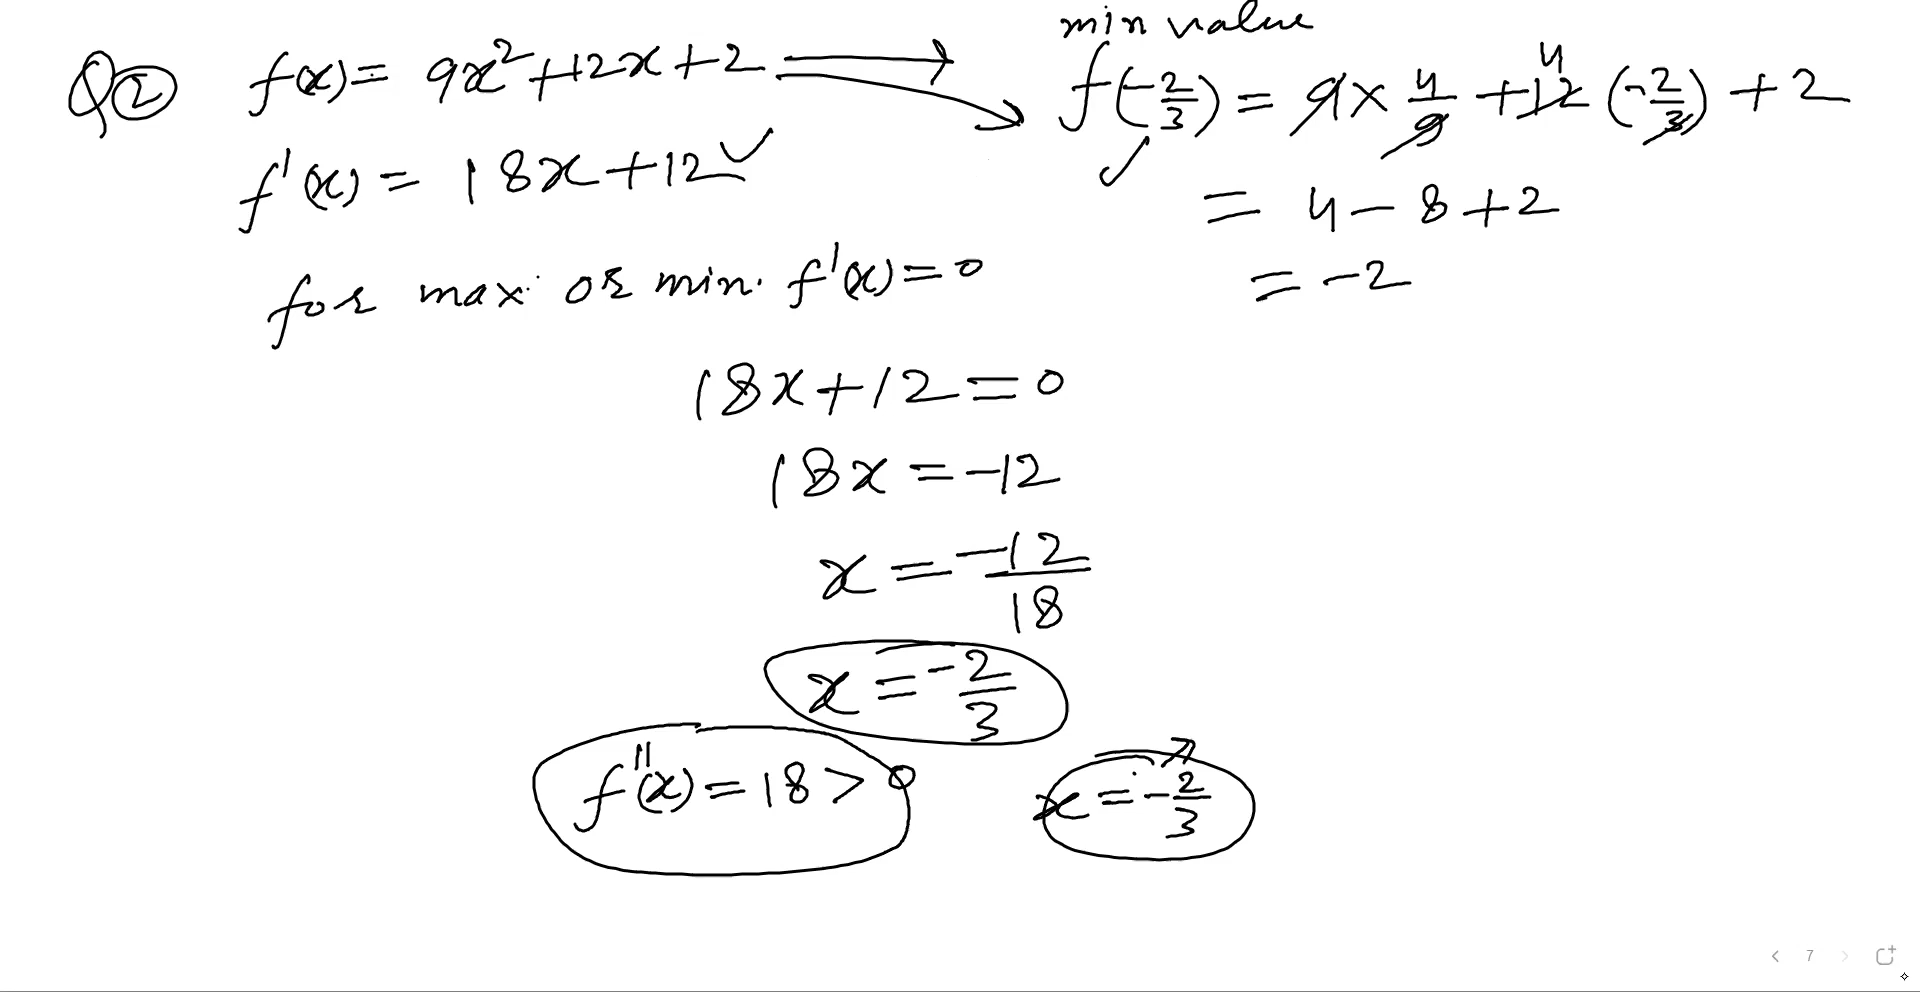 Q② f(x) = 9x²+12x+2
f'(x) = 18x+12
for max. or min. f'(x)=0
18x+12=0
18x = -12
x = -12/18
x = -2/3
f''(x) = 18 > 0
x = -2/3
min value
f(-2/3) = 9 × 4/9 + 12 4 (-2/3) + 2
= 4 - 8 + 2
= -2
7